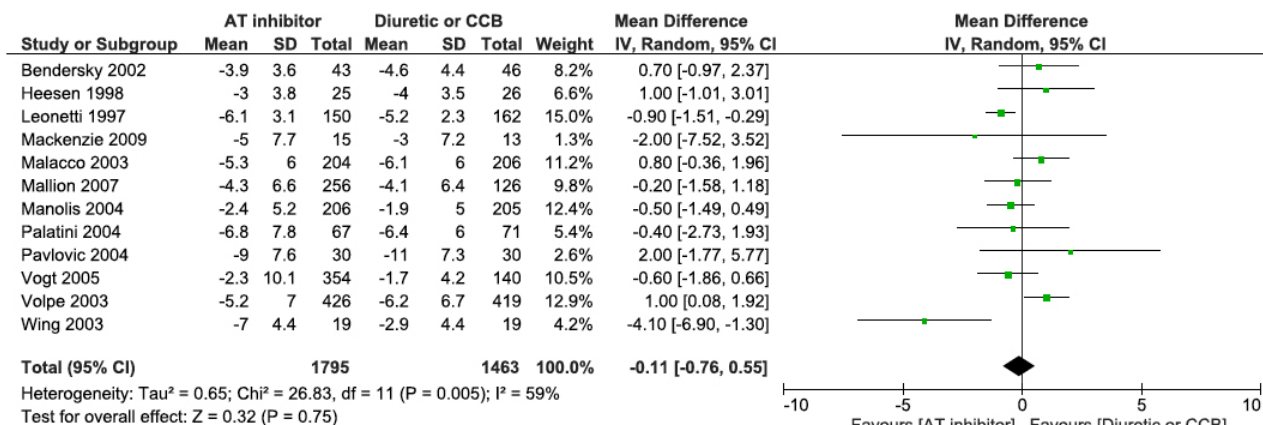 AT inhibitor Diuretic or CCB Mean Difference Mean Difference
Study or Subgroup Mean SD Total Mean SD Total Weight IV, Random, 95% CI IV, Random, 95% CI
Bendersky 2002 -3.9 3.6 43 -4.6 4.4 46 8.2% 0.70 [-0.97, 2.37]
Heesen 1998 -3 3.8 25 -4 3.5 26 6.6% 1.00 [-1.01, 3.01]
Leonetti 1997 -6.1 3.1 150 -5.2 2.3 162 15.0% -0.90 [-1.51, -0.29]
Mackenzie 2009 -5 7.7 15 -3 7.2 13 1.3% -2.00 [-7.52, 3.52]
Malacco 2003 -5.3 6 204 -6.1 6 206 11.2% 0.80 [-0.36, 1.96]
Mallion 2007 -4.3 6.6 256 -4.1 6.4 126 9.8% -0.20 [-1.58, 1.18]
Manolis 2004 -2.4 5.2 206 -1.9 5 205 12.4% -0.50 [-1.49, 0.49]
Palatini 2004 -6.8 7.8 67 -6.4 6 71 5.4% -0.40 [-2.73, 1.93]
Pavlovic 2004 -9 7.6 30 -11 7.3 30 2.6% 2.00 [-1.77, 5.77]
Vogt 2005 -2.3 10.1 354 -1.7 4.2 140 10.5% -0.60 [-1.86, 0.66]
Volpe 2003 -5.2 7 426 -6.2 6.7 419 12.9% 1.00 [0.08, 1.92]
Wing 2003 -7 4.4 19 -2.9 4.4 19 4.2% -4.10 [-6.90, -1.30]
Total (95% CI) 1795 1463 100.0% -0.11 [-0.76, 0.55]
Heterogeneity: Tau² = 0.65; Chi² = 26.83, df = 11 (P = 0.005); I² = 59%
Test for overall effect: Z = 0.32 (P = 0.75)
-10 -5 0 5 10
Favours [AT inhibitor] Favours [Diuretic or CCB]